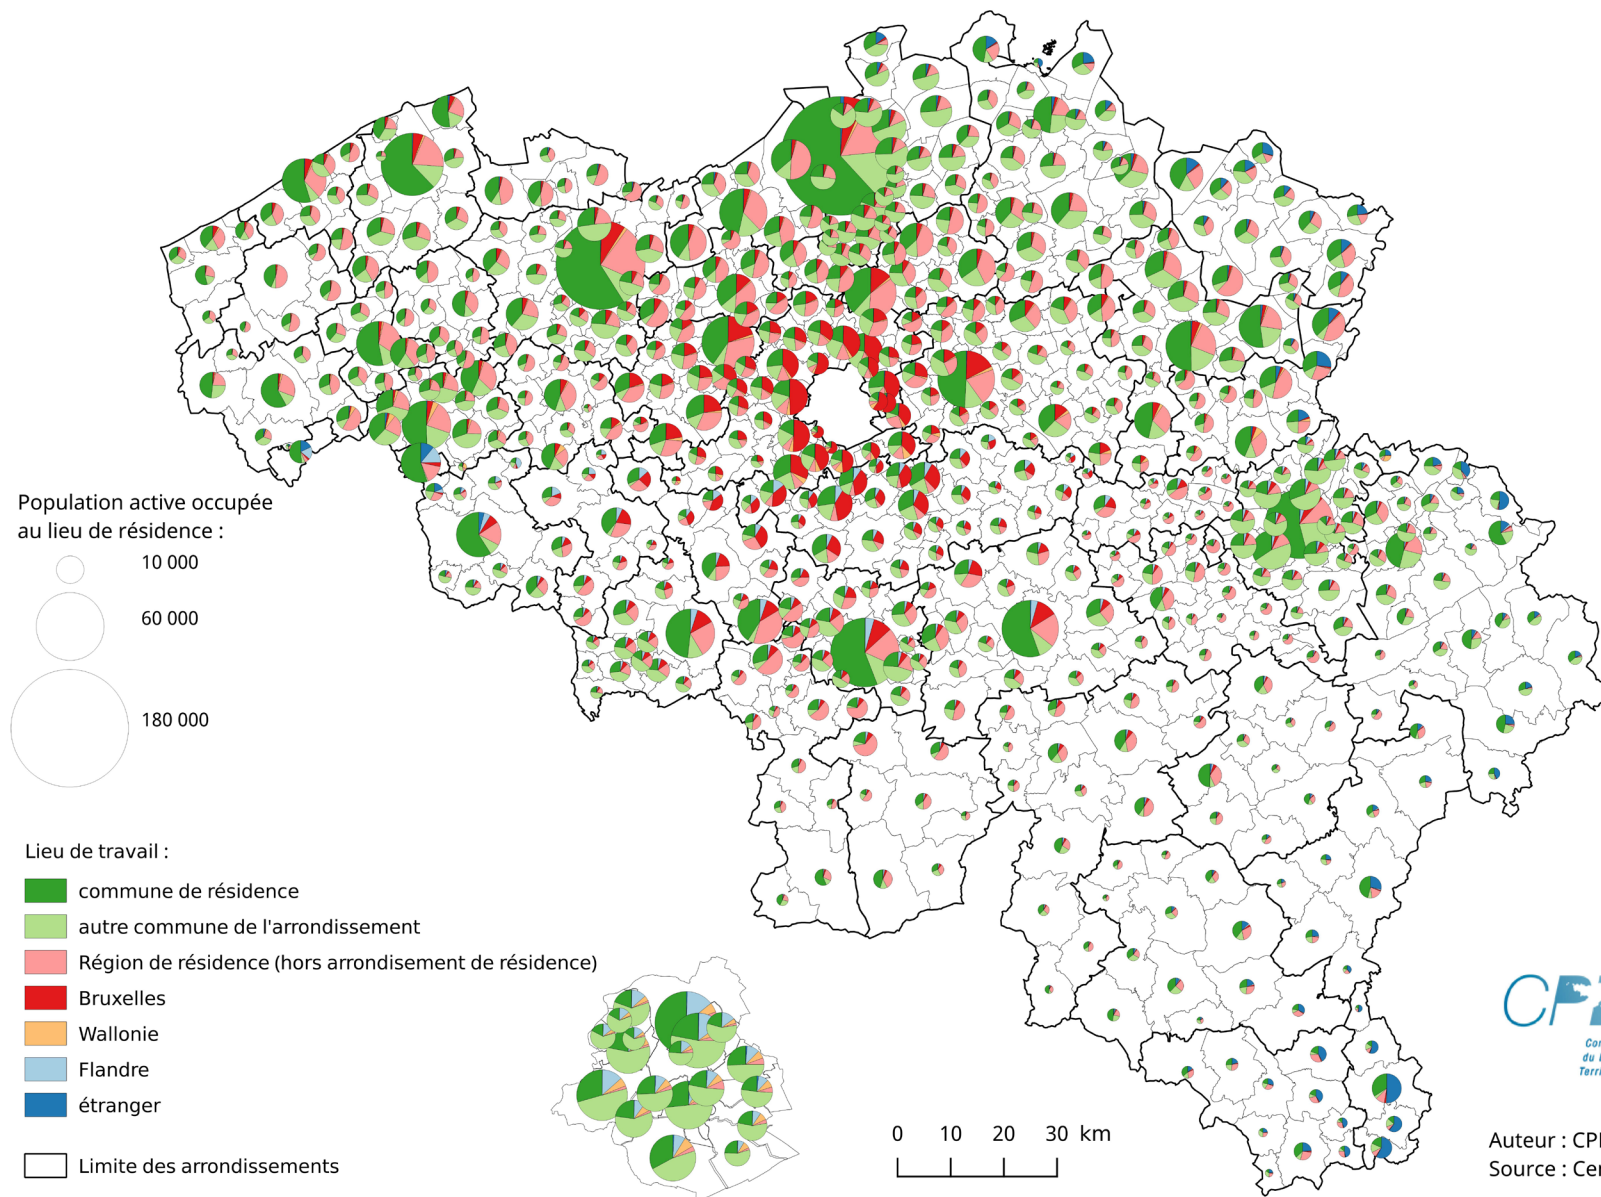 Population active occupée
au lieu de résidence :
10 000
60 000
180 000
Lieu de travail :
commune de résidence
autre commune de l'arrondissement
Région de résidence (hors arrondisement de résidence)
Bruxelles
Wallonie
Flandre
étranger
Limite des arrondissements
0 10 20 30 km
CP
du
Auteur :
Source :